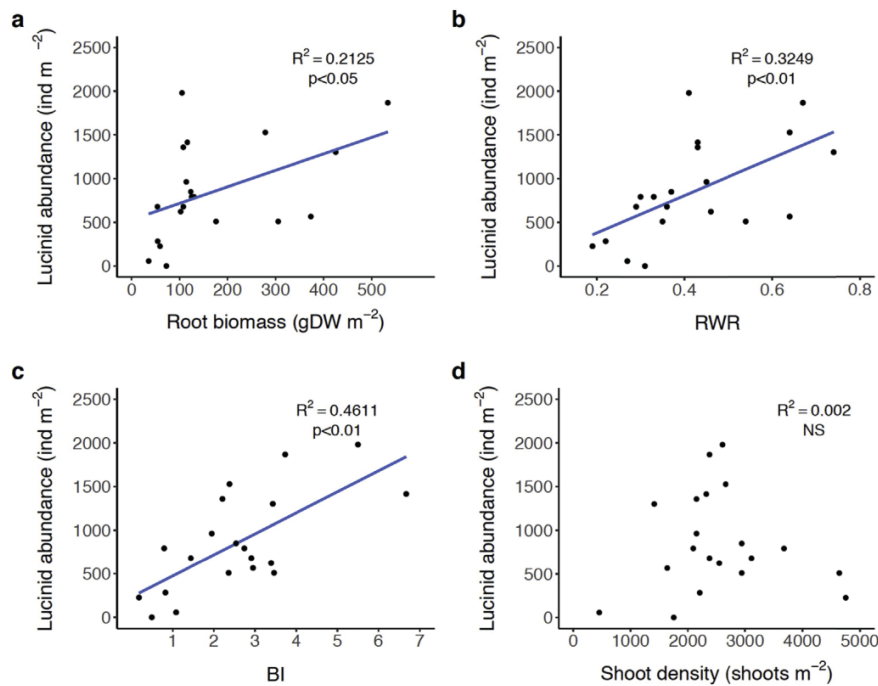 a
Lucinid abundance (ind m⁻²)
2500
2000
1500
1000
500
0
R² = 0.2125
p<0.05
0 100 200 300 400 500
Root biomass (gDW m⁻²)
b
Lucinid abundance (ind m⁻²)
2500
2000
1500
1000
500
0
R² = 0.3249
p<0.01
0.2 0.4 0.6 0.8
RWR
c
Lucinid abundance (ind m⁻²)
2500
2000
1500
1000
500
0
R² = 0.4611
p<0.01
1 2 3 4 5 6 7
BI
d
Lucinid abundance (ind m⁻²)
2500
2000
1500
1000
500
0
R² = 0.002
NS
0 1000 2000 3000 4000 5000
Shoot density (shoots m⁻²)